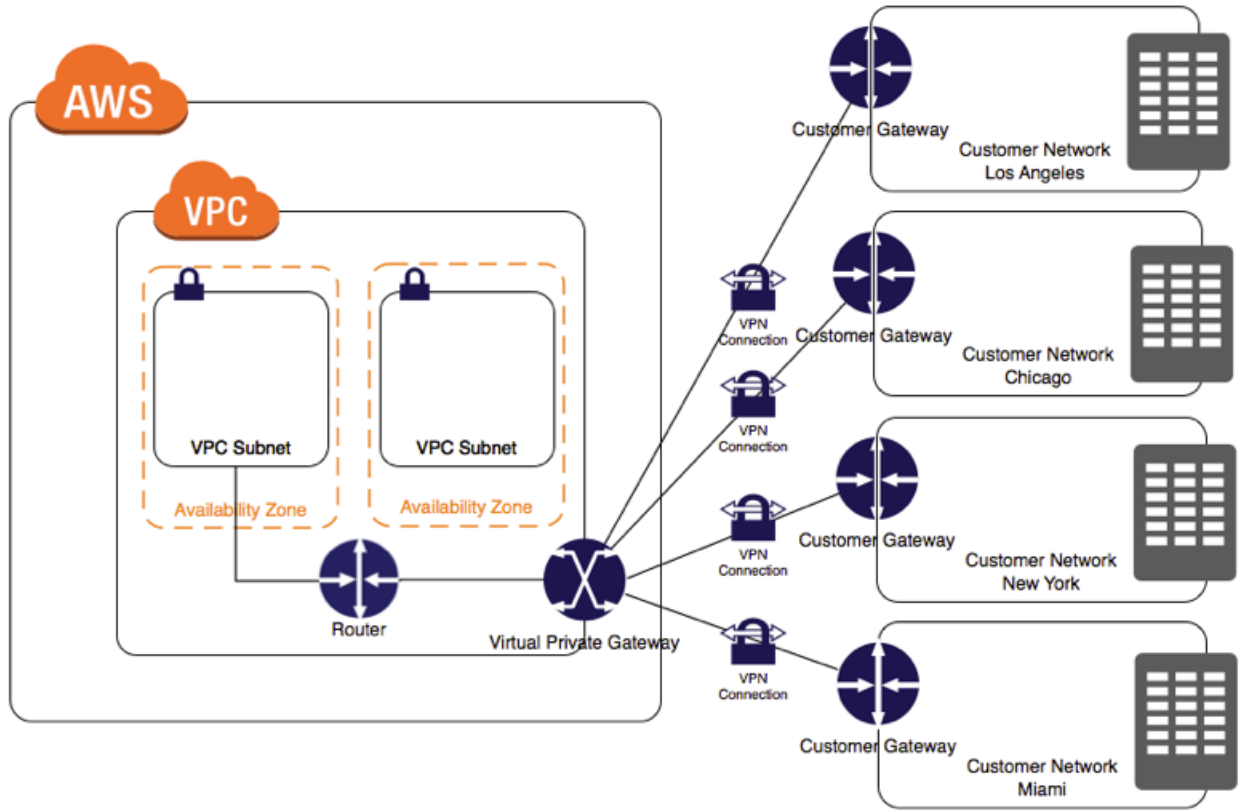 AWS
VPC
VPC Subnet
Availability Zone
VPC Subnet
Availability Zone
Router
Virtual Private Gateway
VPN
Connection
VPN
Connection
VPN
Connection
VPN
Connection
Customer Gateway
Customer Network
Los Angeles
Customer Gateway
Customer Network
Chicago
Customer Gateway
Customer Network
New York
Customer Gateway
Customer Network
Miami